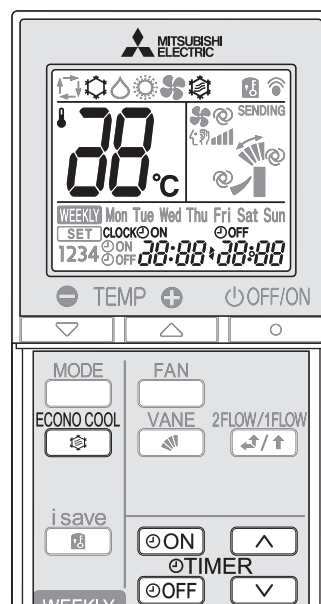 MITSUBISHI
ELECTRIC
SENDING
88°C
WEEKLY Mon Tue Wed Thu Fri Sat Sun
SET CLOCK ON OFF
1234 ON OFF 88:88 88:88
TEMP OFF/ON
MODE FAN
ECONO COOL VANE 2FLOW/1FLOW
i save
ON
TIMER
OFF
WEEKLY